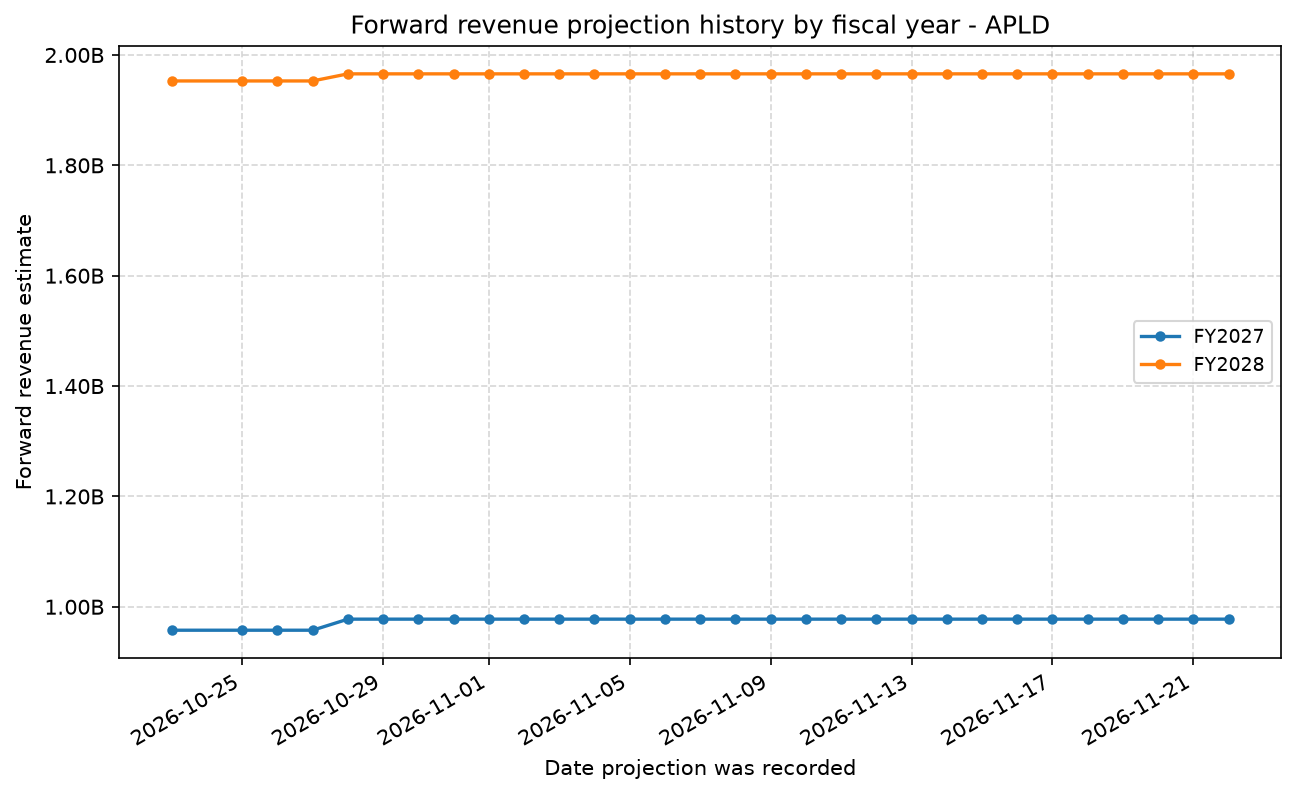 Forward revenue projection history by fiscal year - APLD
Forward revenue estimate
2.00B
1.80B
1.60B
1.40B
1.20B
1.00B
FY2027
FY2028
2026-10-25
2026-10-29
2026-11-01
2026-11-05
2026-11-09
2026-11-13
2026-11-17
2026-11-21
Date projection was recorded